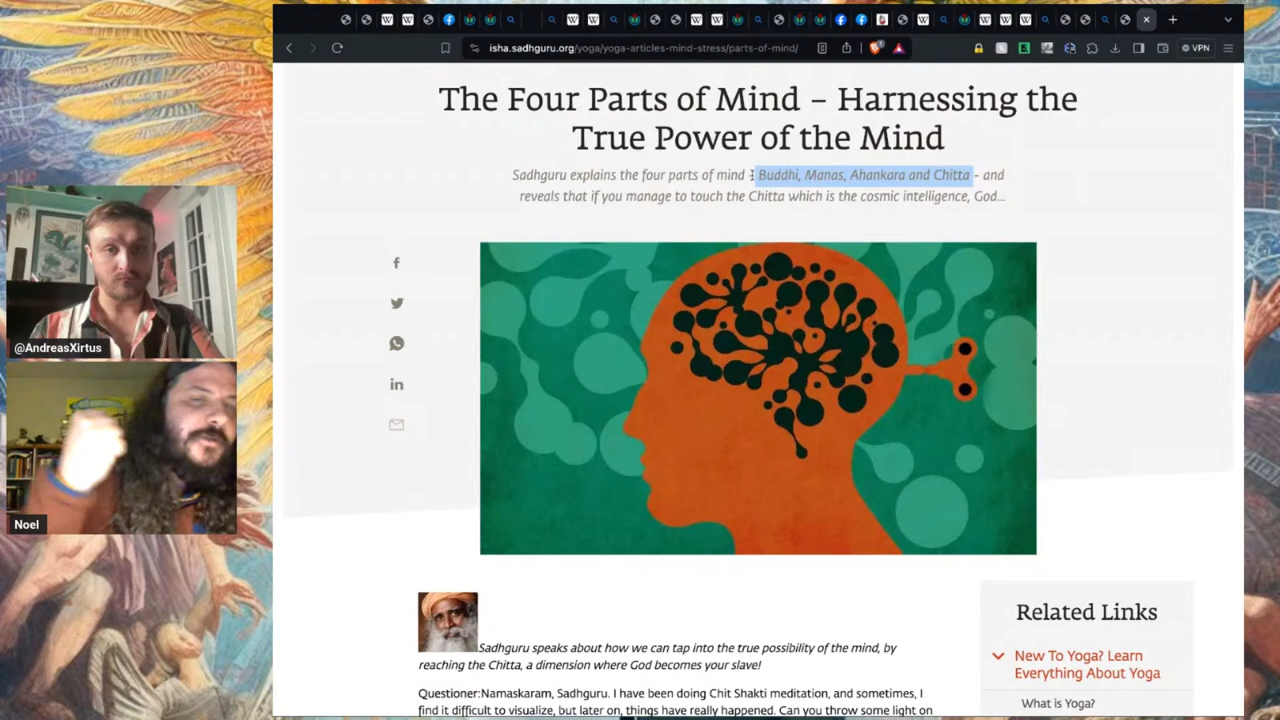 isha.sadhguru.org/yoga/yoga-articles-mind-stress/parts-of-mind/
VPN
The Four Parts of Mind – Harnessing the
True Power of the Mind
Sadhguru explains the four parts of mind - Buddhi, Manas, Ahankara and Chitta - and
reveals that if you manage to touch the Chitta which is the cosmic intelligence, God...
@AndreasXirtus
Noel
Sadhguru speaks about how we can tap into the true possibility of the mind, by
reaching the Chitta, a dimension where God becomes your slave!
Questioner:Namaskaram, Sadhguru. I have been doing Chit Shakti meditation, and sometimes, I
find it difficult to visualize, but later on, things have really happened. Can you throw some light on
Related Links
New To Yoga? Learn
Everything About Yoga
What is Yoga?